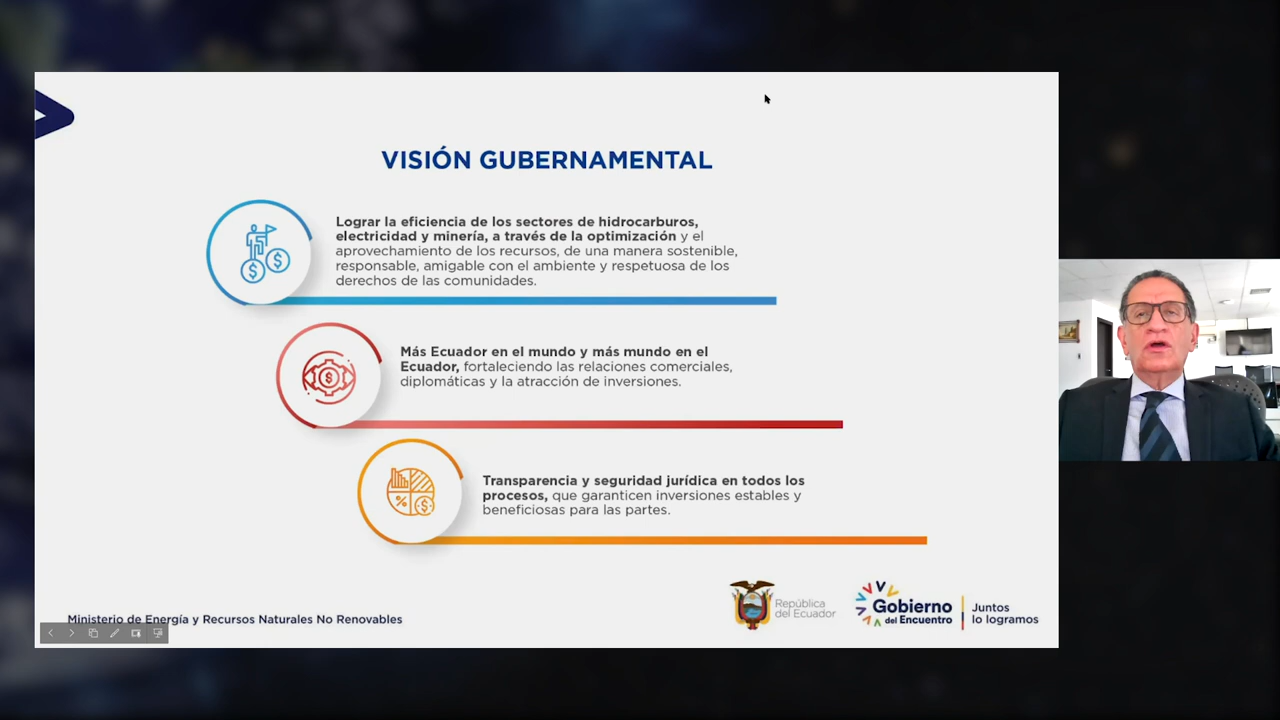 VISIÓN GUBERNAMENTAL
Lograr la eficiencia de los sectores de hidrocarburos,
electricidad y minería, a través de la optimización y el
aprovechamiento de los recursos, de una manera sostenible,
responsable, amigable con el ambiente y respetuosa de los
derechos de las comunidades.
Más Ecuador en el mundo y más mundo en el
Ecuador, fortaleciendo las relaciones comerciales,
diplomáticas y la atracción de inversiones.
Transparencia y seguridad jurídica en todos los
procesos, que garanticen inversiones estables y
beneficiosas para las partes.
Ministerio de Energía y Recursos Naturales No Renovables
República
del Ecuador
Gobierno
del Encuentro
Juntos
lo logramos